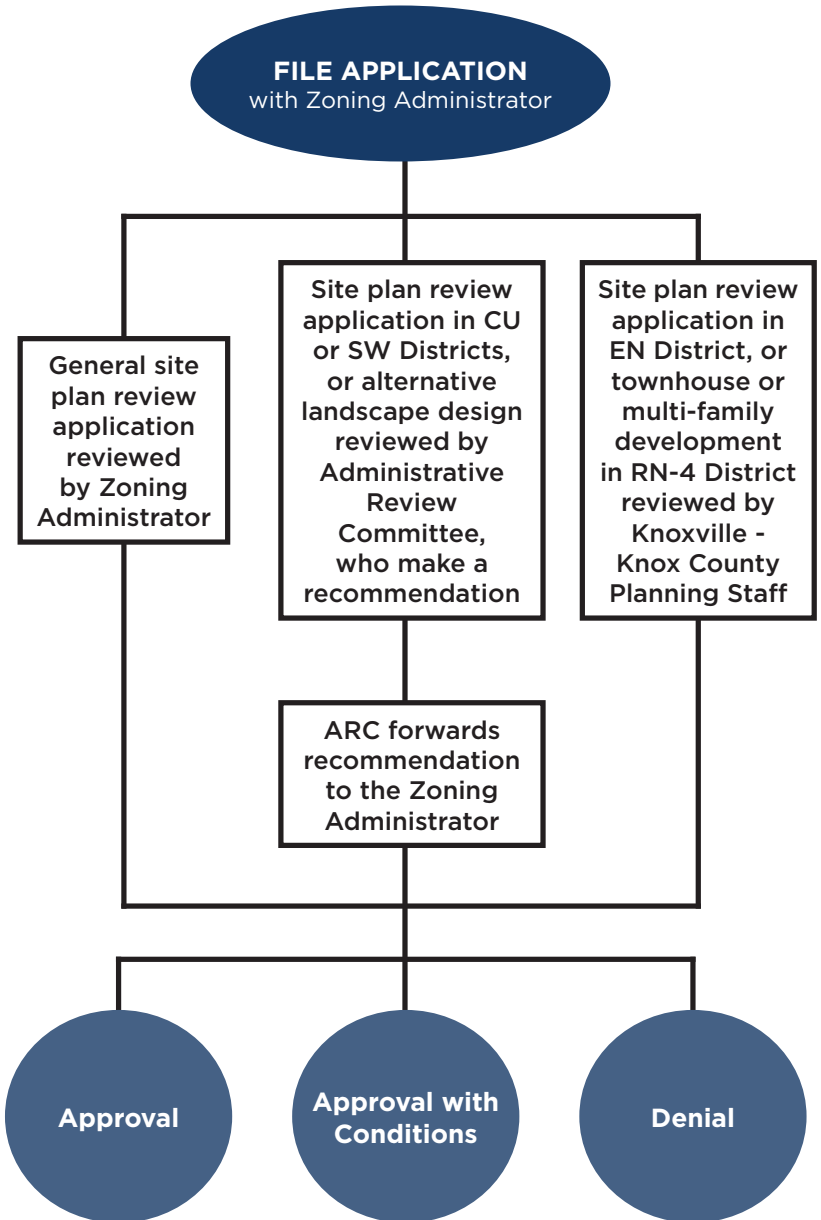 FILE APPLICATION
with Zoning Administrator
General site
plan review
application
reviewed
by Zoning
Administrator
Site plan review
application in CU
or SW Districts,
or alternative
landscape design
reviewed by
Administrative
Review
Committee,
who make a
recommendation
Site plan review
application in
EN District, or
townhouse or
multi-family
development
in RN-4 District
reviewed by
Knoxville -
Knox County
Planning Staff
ARC forwards
recommendation
to the Zoning
Administrator
Approval
Approval with
Conditions
Denial